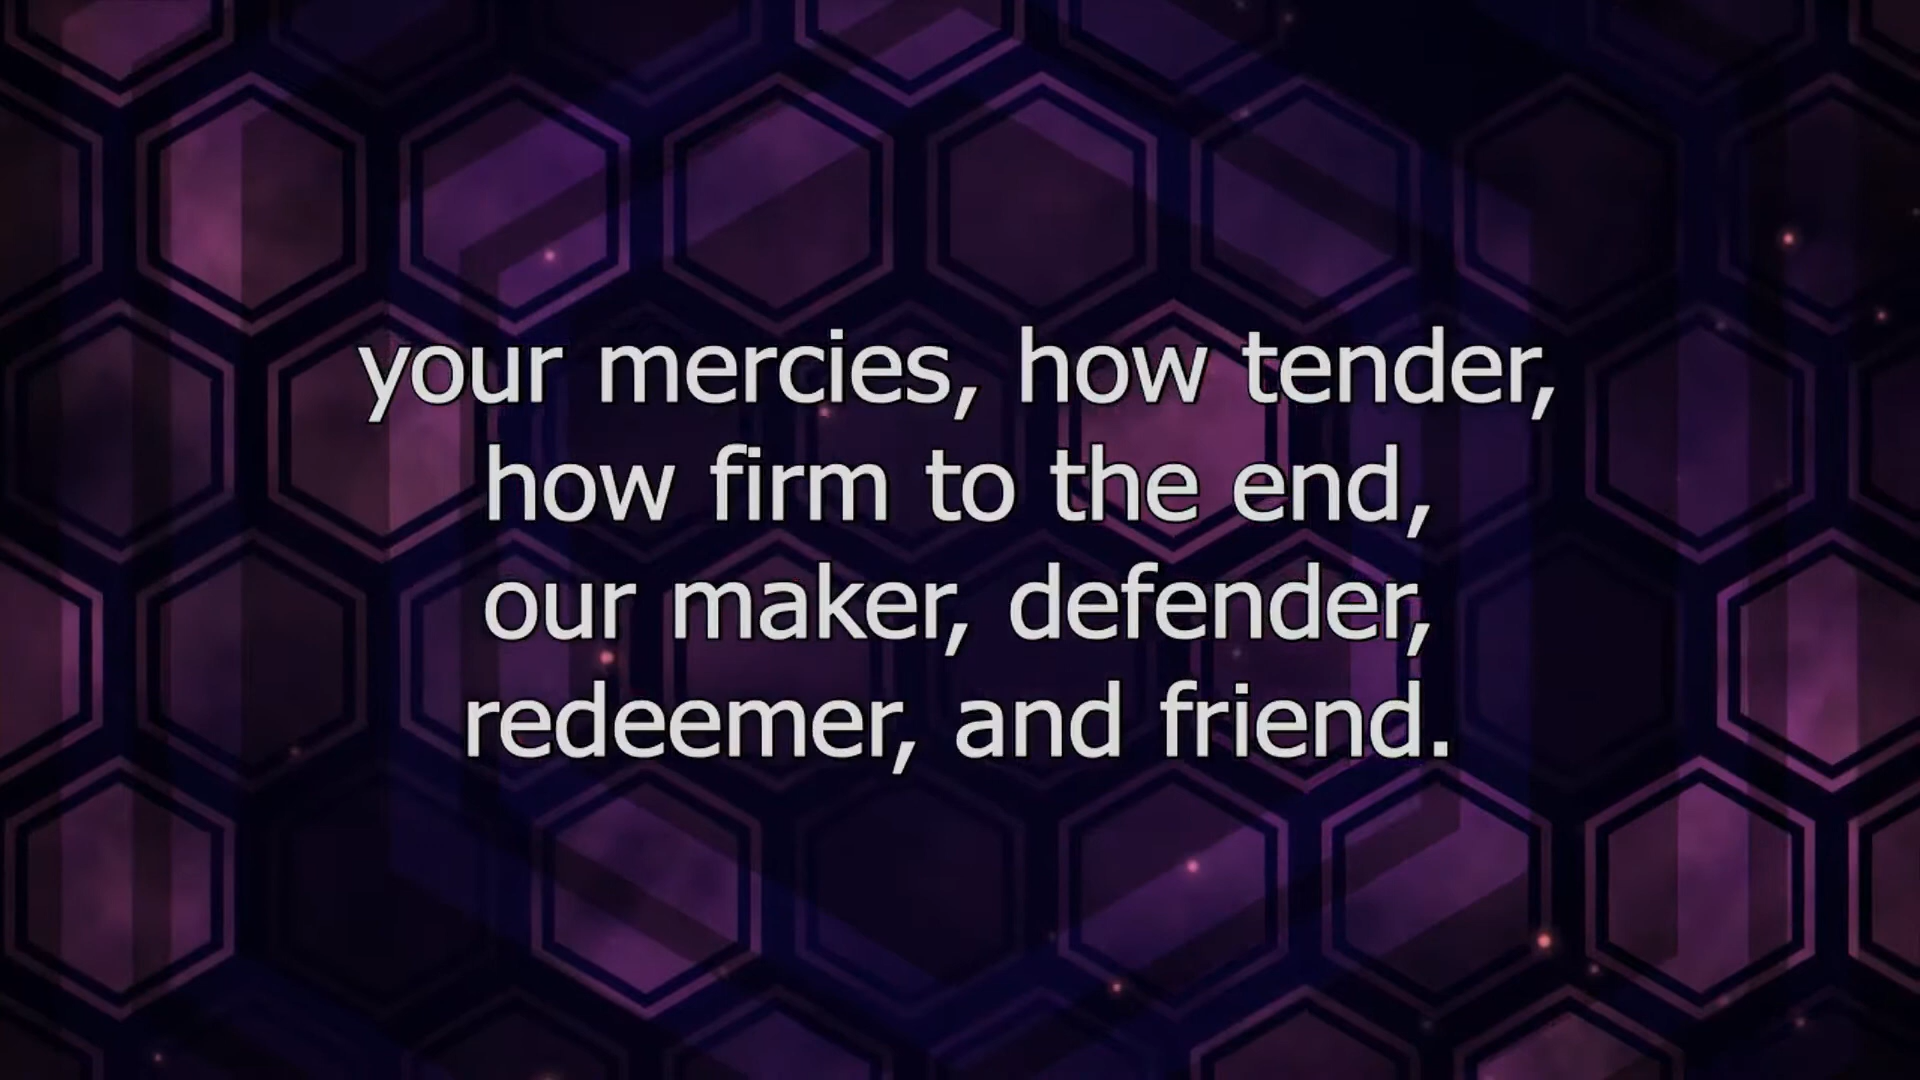 your mercies, how tender,
how firm to the end,
our maker, defender,
redeemer, and friend.